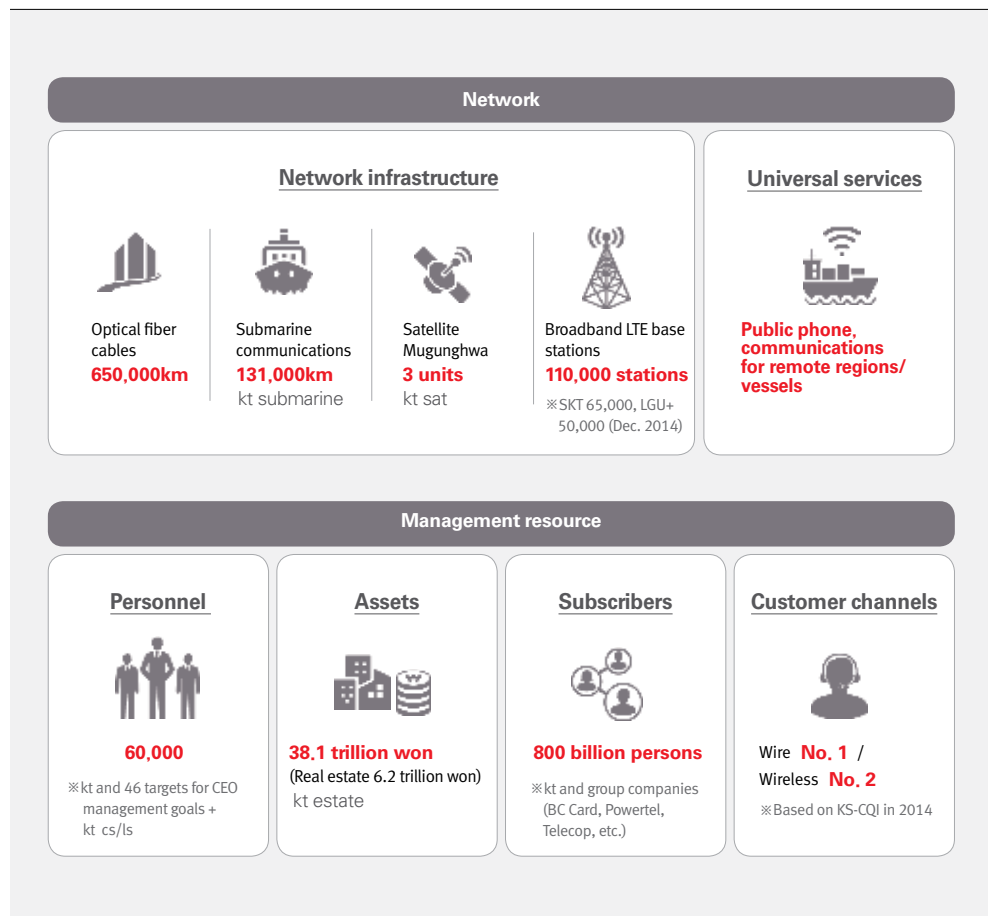 Network
Network infrastructure
Optical fiber
cables
650,000km
Submarine
communications
131,000km
kt submarine
Satellite
Mugunghwa
3 units
kt sat
Broadband LTE base
stations
110,000 stations
※SKT 65,000, LGU+
50,000 (Dec. 2014)
Universal services
Public phone,
communications
for remote regions/
vessels
Management resource
Personnel
60,000
※kt and 46 targets for CEO
management goals +
kt cs/ls
Assets
38.1 trillion won
(Real estate 6.2 trillion won)
kt estate
Subscribers
800 billion persons
※kt and group companies
(BC Card, Powertel,
Telecop, etc.)
Customer channels
Wire No. 1 /
Wireless No. 2
※Based on KS-CQI in 2014